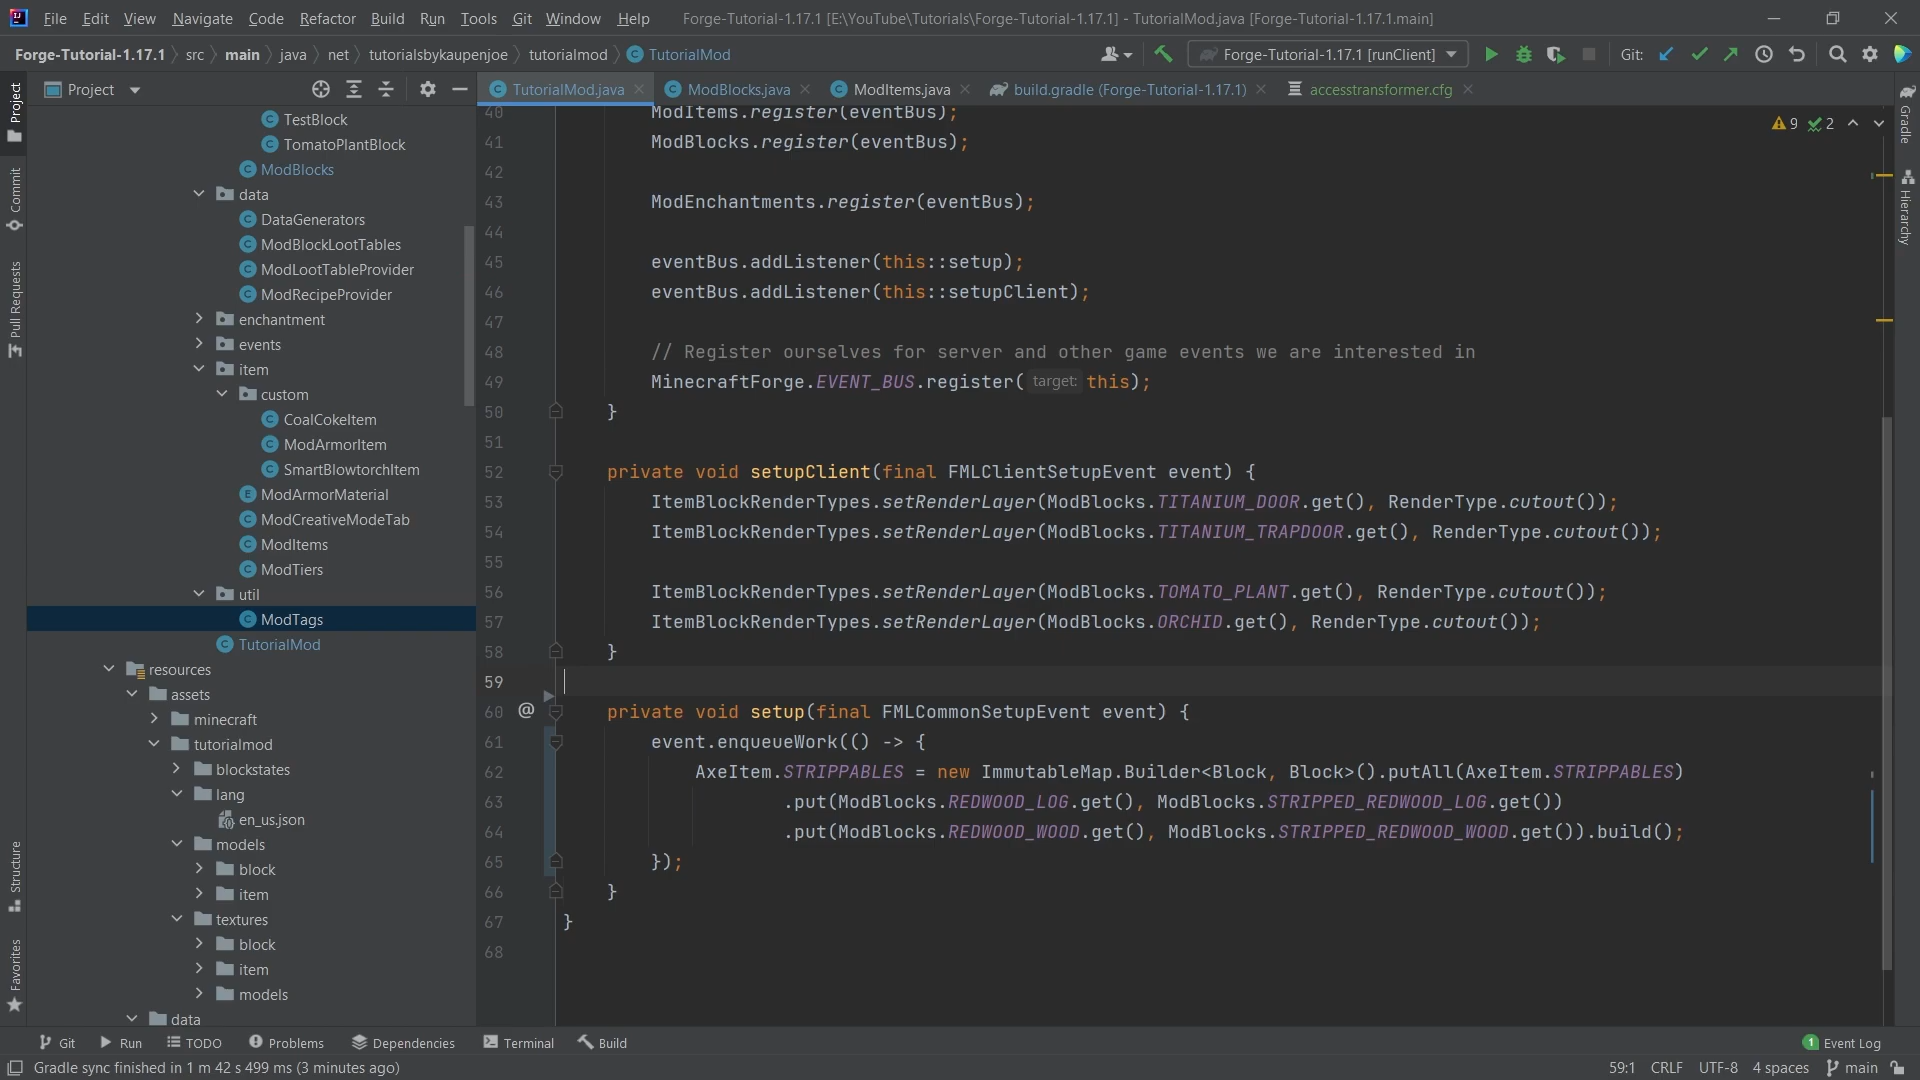 File Edit View Navigate Code Refactor Build Run Tools Git Window Help Forge-Tutorial-1.17.1 [E:\YouTube\Tutorials\Forge-Tutorial-1.17.1] - TutorialMod.java [Forge-Tutorial-1.17.1.main]
Forge-Tutorial-1.17.1 src main java net tutorialsbykaupenjoe tutorialmod TutorialMod Forge-Tutorial-1.17.1 [runClient] Git:
Project TutorialMod.java ModBlocks.java ModItems.java build.gradle (Forge-Tutorial-1.17.1) accesstransformer.cfg
Project
Commit
Pull Requests
Structure
Favorites
TestBlock
TomatoPlantBlock
ModBlocks
data
DataGenerators
ModBlockLootTables
ModLootTableProvider
ModRecipeProvider
enchantment
events
item
custom
CoalCokeItem
ModArmorItem
SmartBlowtorchItem
ModArmorMaterial
ModCreativeModeTab
ModItems
ModTiers
util
ModTags
TutorialMod
resources
assets
minecraft
tutorialmod
blockstates
lang
en_us.json
models
block
item
textures
block
item
models
data
9 2
40 ModItems.register(eventBus);
41 ModBlocks.register(eventBus);
42
43 ModEnchantments.register(eventBus);
44
45 eventBus.addListener(this::setup);
46 eventBus.addListener(this::setupClient);
47
48 // Register ourselves for server and other game events we are interested in
49 MinecraftForge.EVENT_BUS.register( target: this);
50 }
51
52 private void setupClient(final FMLClientSetupEvent event) {
53 ItemBlockRenderTypes.setRenderLayer(ModBlocks.TITANIUM_DOOR.get(), RenderType.cutout());
54 ItemBlockRenderTypes.setRenderLayer(ModBlocks.TITANIUM_TRAPDOOR.get(), RenderType.cutout());
55
56 ItemBlockRenderTypes.setRenderLayer(ModBlocks.TOMATO_PLANT.get(), RenderType.cutout());
57 ItemBlockRenderTypes.setRenderLayer(ModBlocks.ORCHID.get(), RenderType.cutout());
58 }
59
60 @ private void setup(final FMLCommonSetupEvent event) {
61 event.enqueueWork(() -> {
62 AxeItem.STRIPPABLES = new ImmutableMap.Builder<Block, Block>().putAll(AxeItem.STRIPPABLES)
63 .put(ModBlocks.REDWOOD_LOG.get(), ModBlocks.STRIPPED_REDWOOD_LOG.get())
64 .put(ModBlocks.REDWOOD_WOOD.get(), ModBlocks.STRIPPED_REDWOOD_WOOD.get()).build();
65 });
66 }
67 }
68
Gradle
Hierarchy
Git Run TODO Problems Dependencies Terminal Build 1 Event Log
Gradle sync finished in 1 m 42 s 499 ms (3 minutes ago) 59:1 CRLF UTF-8 4 spaces main